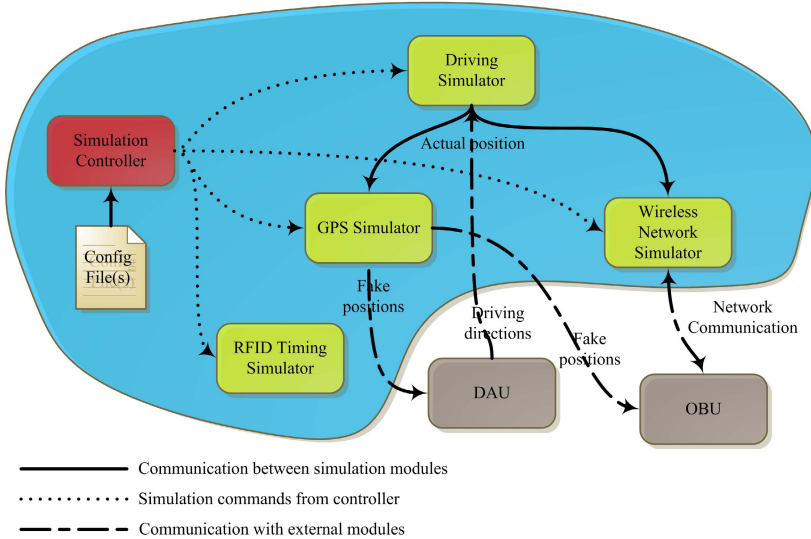 Driving
Simulator
Simulation
Controller
Actual position
Config
File(s)
GPS Simulator
Wireless
Network
Simulator
Fake
positions
Driving
directions
Fake
positions
Network
Communication
RFID Timing
Simulator
DAU
OBU
Communication between simulation modules
Simulation commands from controller
Communication with external modules